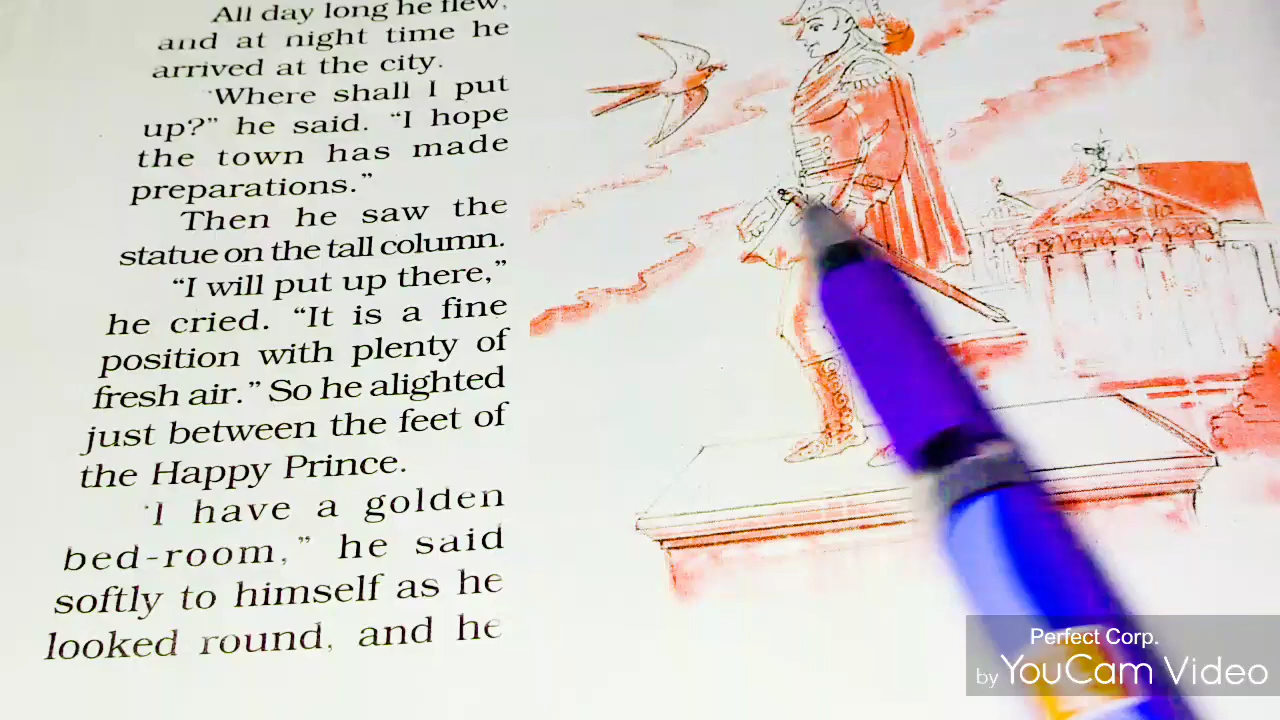 All day long he flew,
and at night time he
arrived at the city.
'Where shall I put
up?" he said. "I hope
the town has made
preparations."
Then he saw the
statue on the tall column.
"I will put up there,"
he cried. "It is a fine
position with plenty of
fresh air." So he alighted
just between the feet of
the Happy Prince.
'I have a golden
bed-room," he said
softly to himself as he
looked round, and he
Perfect Corp.
by YouCam Video